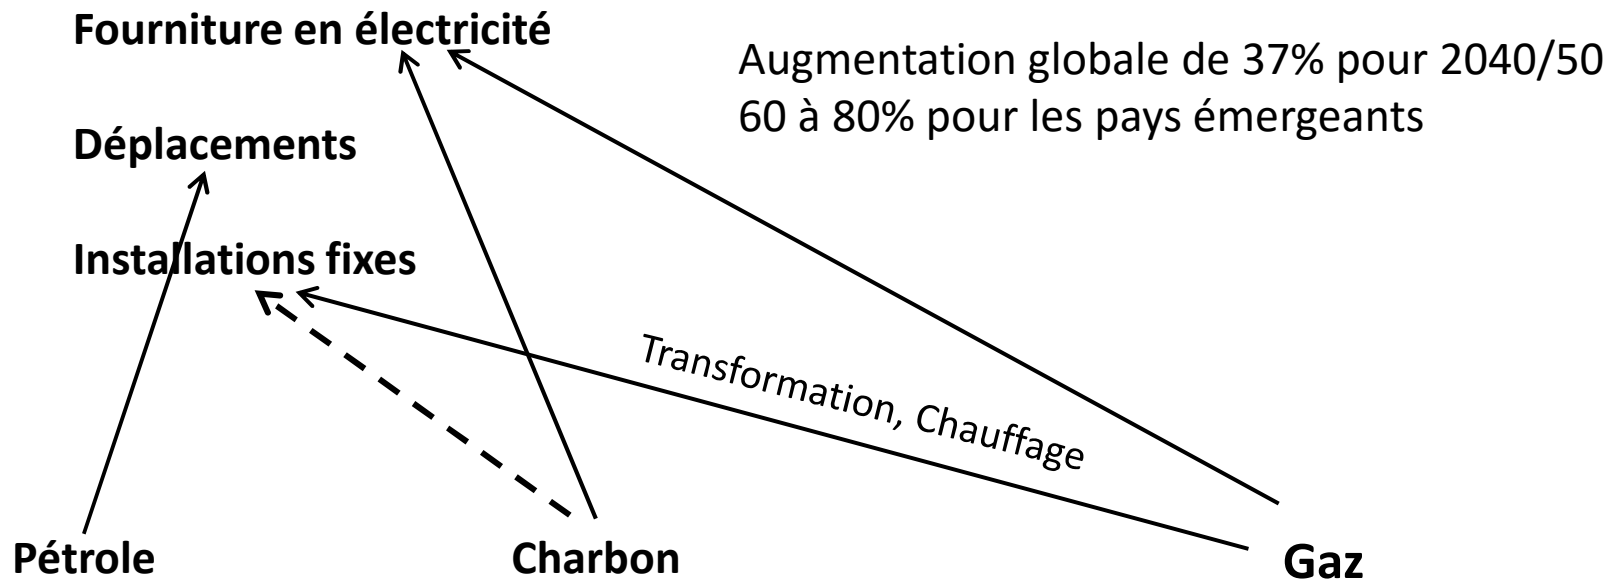 Fourniture en électricité
Augmentation globale de 37% pour 2040/50
60 à 80% pour les pays émergeants
Déplacements
Installations fixes
Transformation, Chauffage
Pétrole
Charbon
Gaz